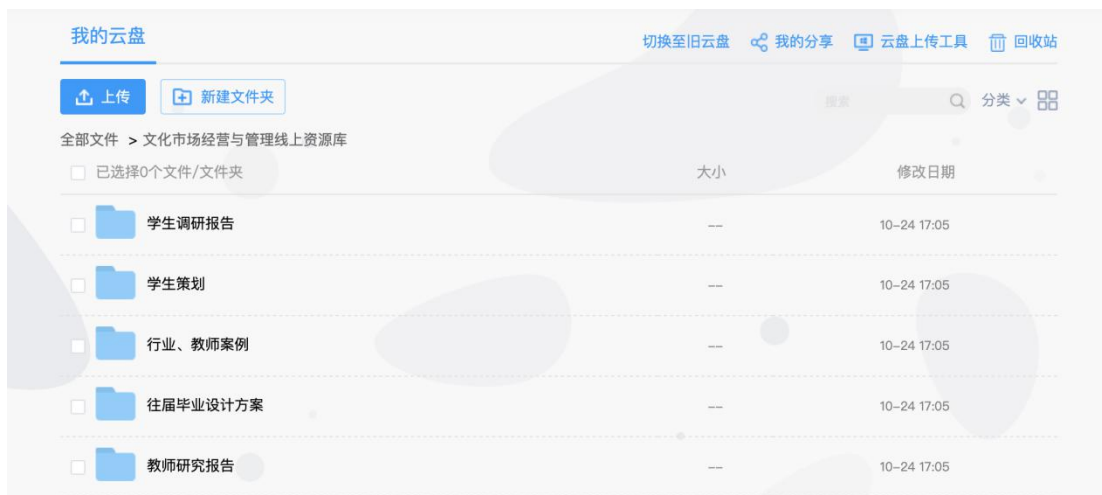 我的云盘
切换至旧云盘 我的分享 云盘上传工具 回收站
上传 新建文件夹 搜索 分类
全部文件 > 文化市场经营与管理线上资源库
已选择0个文件/文件夹 大小 修改日期
学生调研报告 -- 10-24 17:05
学生策划 -- 10-24 17:05
行业、教师案例 -- 10-24 17:05
往届毕业设计方案 -- 10-24 17:05
教师研究报告 -- 10-24 17:05